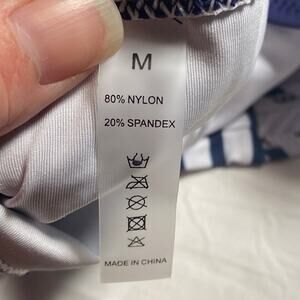 M
80% NYLON
20% SPANDEX
MADE IN CHINA